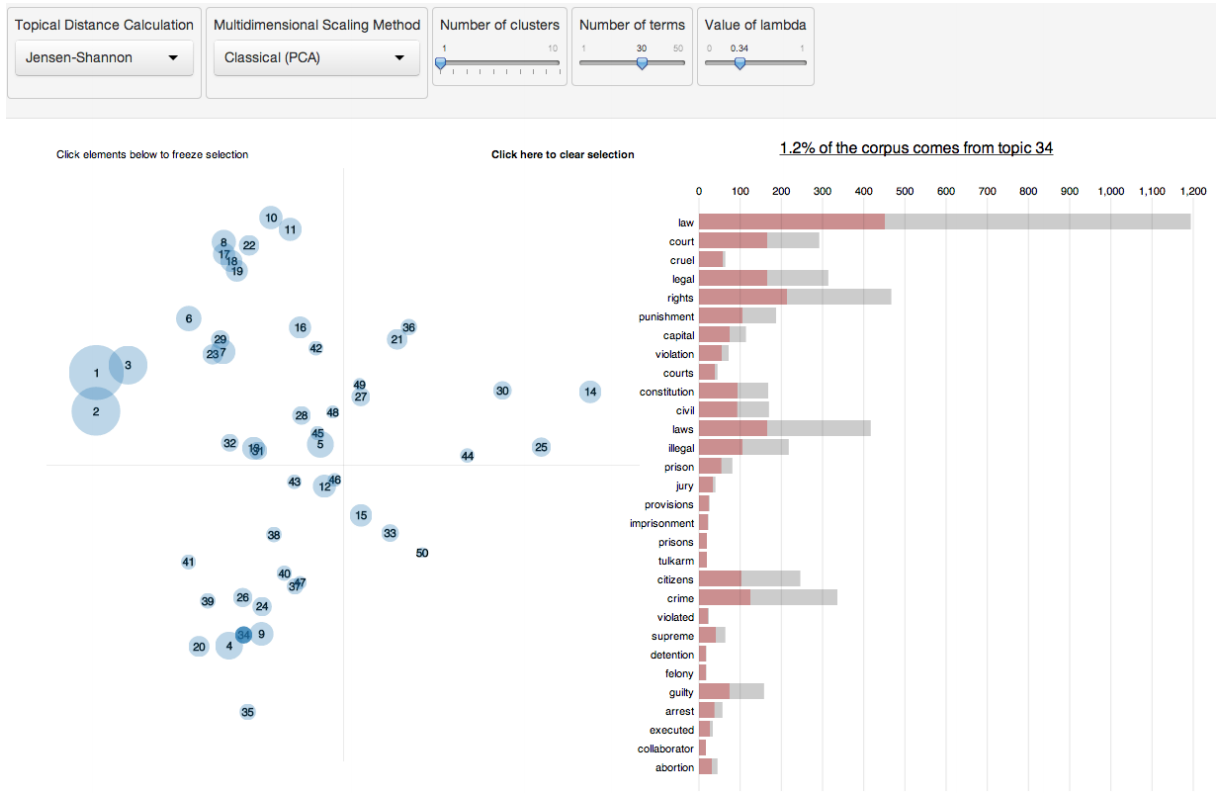 Topical Distance Calculation
Multidimensional Scaling Method
Number of clusters
Number of terms
Value of lambda
Jensen-Shannon
Classical (PCA)
1 10
1 30 50
0 0.34 1
Click elements below to freeze selection
Click here to clear selection
10
11
8
22
17
18
19
6
16
36
29
21
23
7
42
3
1
49
30
14
27
2
28
48
45
32
5
13
31
25
44
43
46
12
15
33
38
50
41
40
47
37
39
26
24
34
9
20
4
35
1.2% of the corpus comes from topic 34
0 100 200 300 400 500 600 700 800 900 1,000 1,100 1,200
law
court
cruel
legal
rights
punishment
capital
violation
courts
constitution
civil
laws
illegal
prison
jury
provisions
imprisonment
prisons
tulkarm
citizens
crime
violated
supreme
detention
felony
guilty
arrest
executed
collaborator
abortion